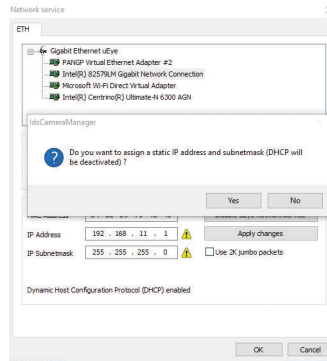 Network service
ETH
Gigabit Ethernet uEye
PANGP Virtual Ethernet Adapter #2
Intel(R) 82579LM Gigabit Network Connection
Microsoft Wi-Fi Direct Virtual Adapter
Intel(R) Centrino(R) Ultimate-N 6300 AGN
IdsCameraManager
Do you want to assign a static IP address and subnetmask (DHCP will
be deactivated) ?
Yes No
IP Address 192 . 168 . 11 . 1 Apply changes
IP Subnetmask 255 . 255 . 255 . 0 Use 2K jumbo packets
Dynamic Host Configuration Protocol (DHCP) enabled
OK Cancel